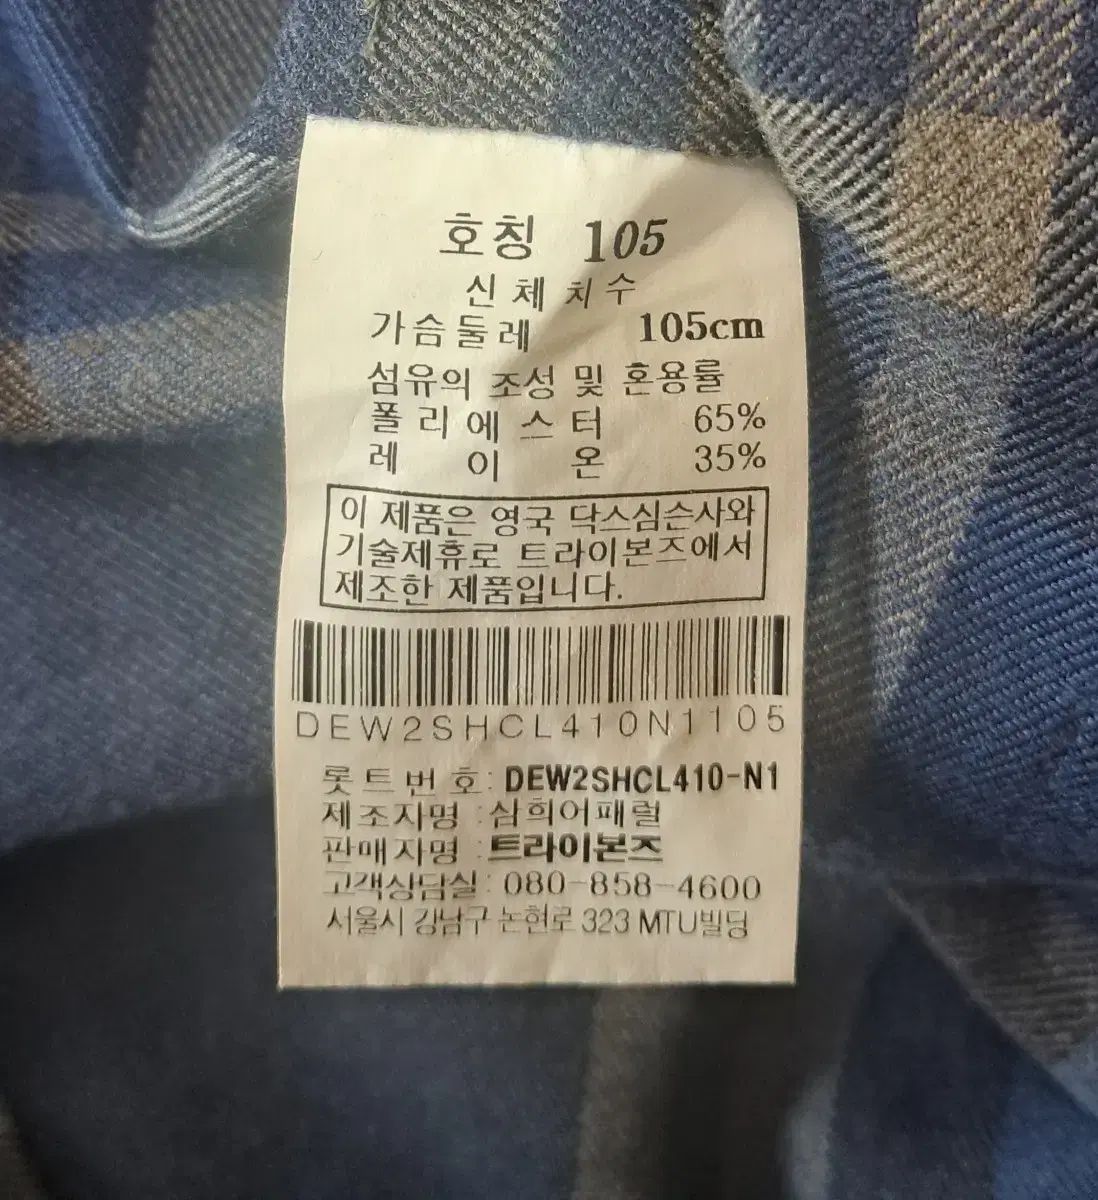 호칭 105
신체치수
가슴둘레 105cm
섬유의 조성 및 혼용률
폴리에스터 65%
레이온 35%
이 제품은 영국 닥스심슨사와
기술제휴로 트라이본즈에서
제조한 제품입니다.
DEW2SHCL410N1105
롯트번호: DEW2SHCL410-N1
제조자명 : 삼희어패럴
판매자명 : 트라이본즈
고객상담실: 080-858-4600
서울시 강남구 논현로 323 MTU빌딩